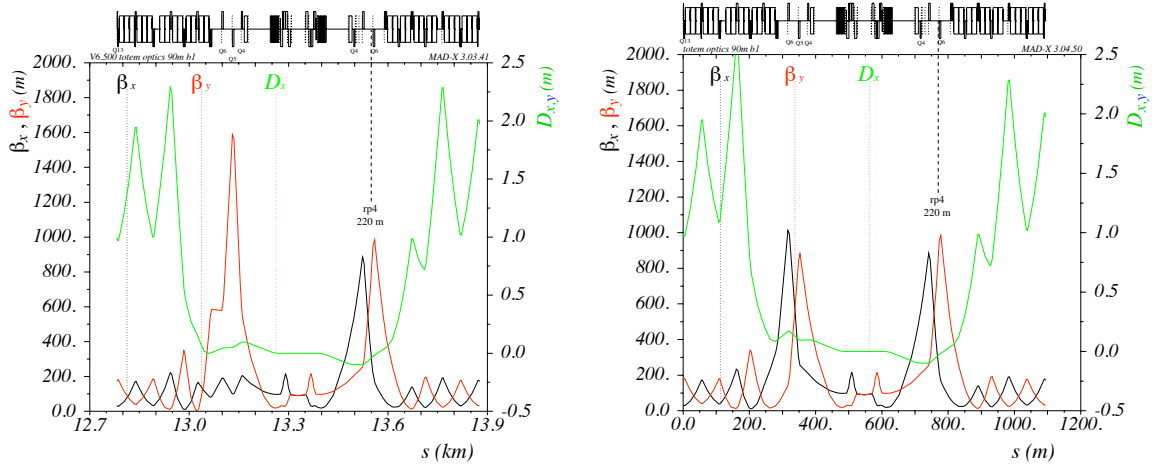 Q13
Q6
Q5
Q4
Q4
Q6
V6.500 totem optics 90m b1
MAD-X 3.03.41
2000.
1800.
1600.
1400.
1200.
1000.
800.
600.
400.
200.
0.0
βx , βy (m)
βx
βy
Dx
rp4
220 m
2.5
2.0
1.5
1.0
0.5
0.0
-0.5
Dx,y (m)
12.7
13.0
13.3
13.6
13.9
s (km)
Q13
Q6
Q5 Q4
Q4
Q6
totem optics 90m b1
MAD-X 3.04.50
2000.
1800.
1600.
1400.
1200.
1000.
800.
600.
400.
200.
0.0
βx , βy (m)
βx
βy
Dx
rp4
220 m
2.5
2.0
1.5
1.0
0.5
0.0
-0.5
Dx,y (m)
0.0
200.
400.
600.
800.
1000.
1200.
s (m)